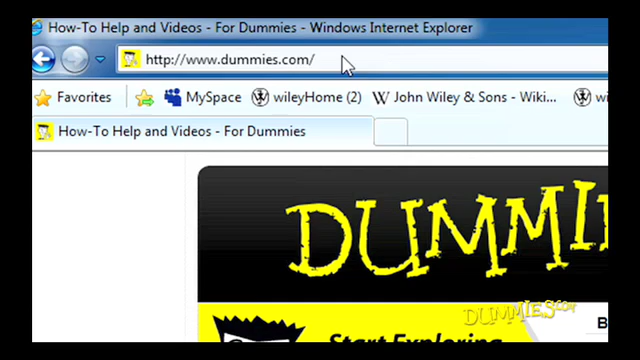 How-To Help and Videos - For Dummies - Windows Internet Explorer
http://www.dummies.com/
Favorites MySpace wileyHome (2) John Wiley & Sons - Wiki... wi
How-To Help and Videos - For Dummies
DUMMI
DUMMIES.COM
B
Start Exploring